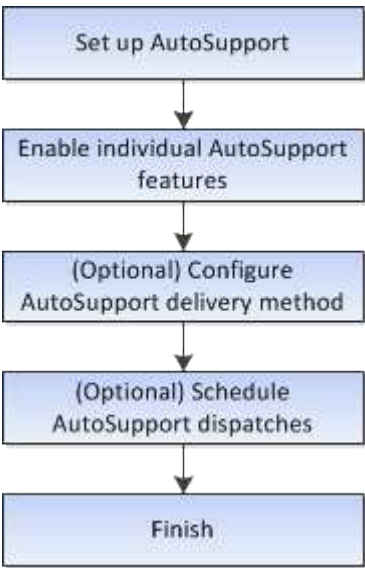 Set up AutoSupport
Enable individual AutoSupport
features
(Optional) Configure
AutoSupport delivery method
(Optional) Schedule
AutoSupport dispatches
Finish